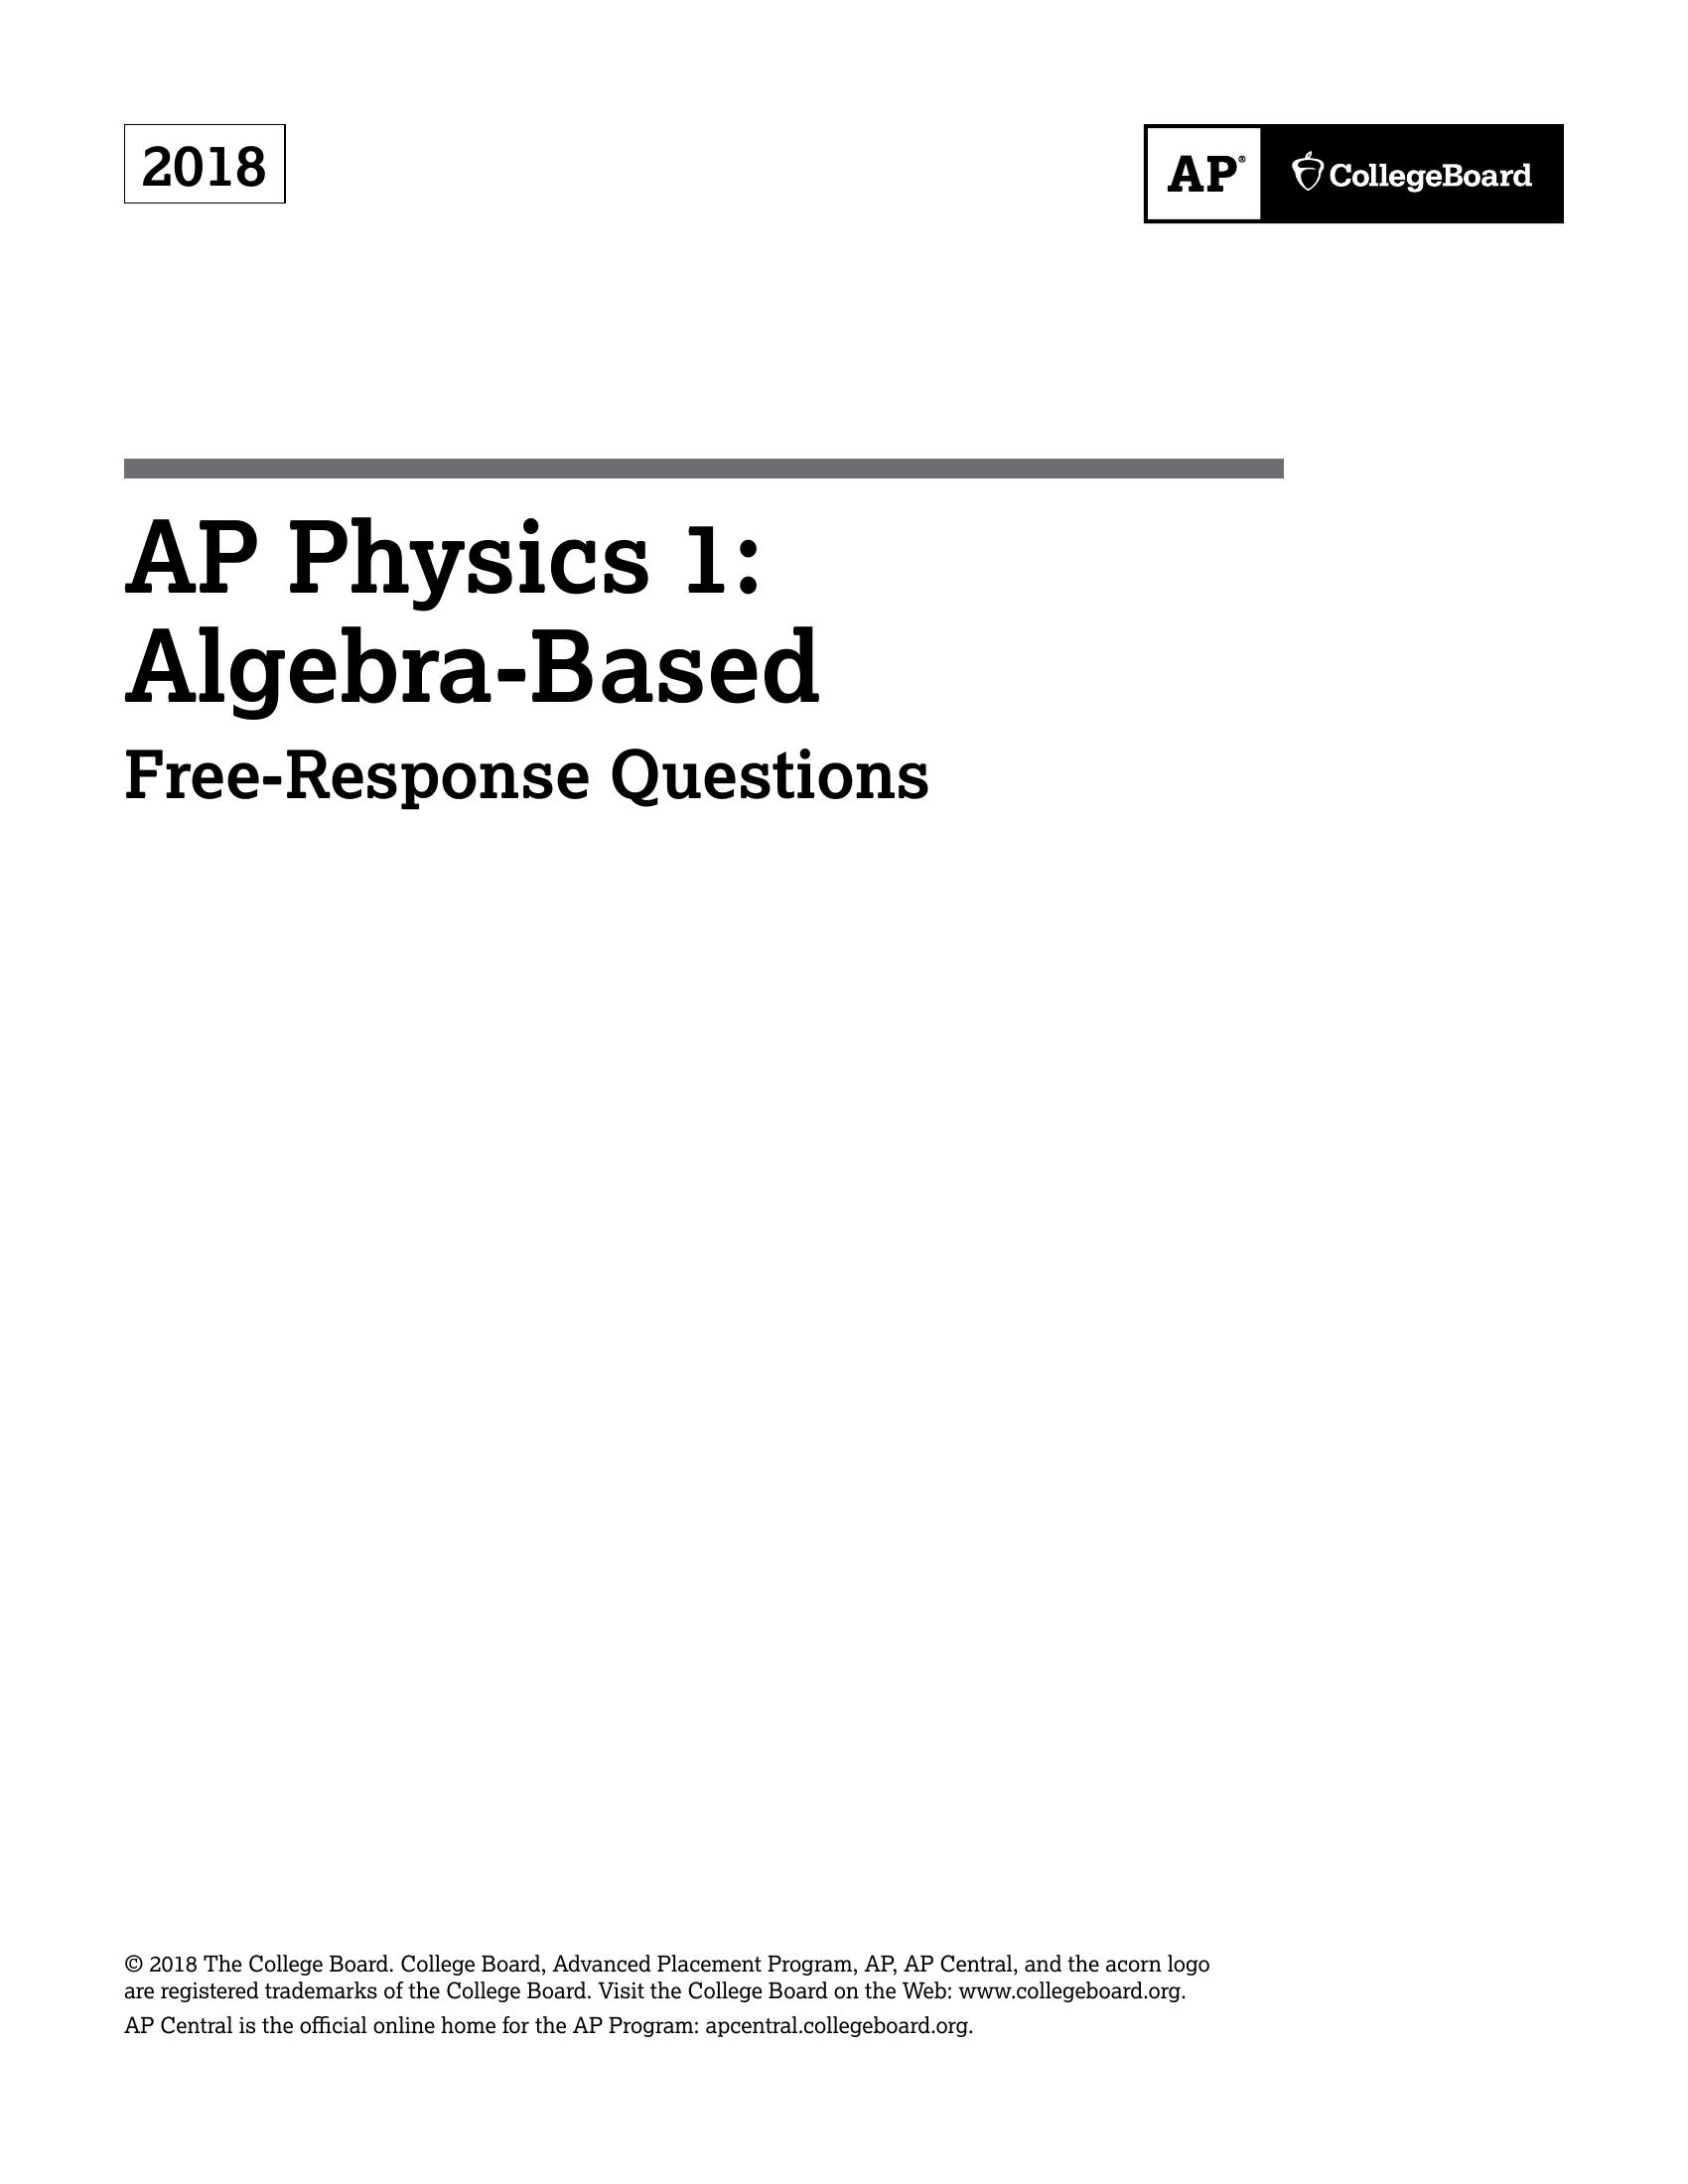 2018
AP® CollegeBoard
AP Physics 1:
Algebra-Based
Free-Response Questions
© 2018 The College Board. College Board, Advanced Placement Program, AP, AP Central, and the acorn logo
are registered trademarks of the College Board. Visit the College Board on the Web: www.collegeboard.org.
AP Central is the official online home for the AP Program: apcentral.collegeboard.org.